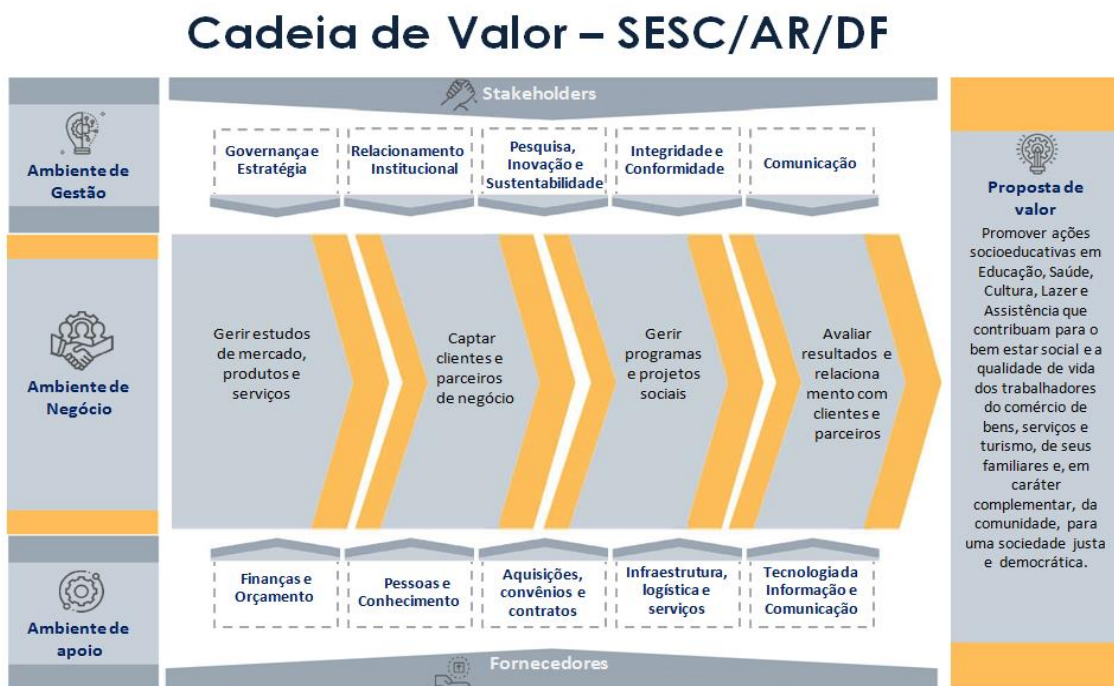 Cadeia de Valor – SESC/AR/DF
Stakeholders
Ambiente de
Gestão
Governança e
Estratégia
Relacionamento
Institucional
Pesquisa,
Inovação e
Sustentabilidade
Integridade e
Conformidade
Comunicação
Ambiente de
Negócio
Gerir estudos
de mercado,
produtos e
serviços
Captar
clientes e
parceiros
de negócio
Gerir
programas
e projetos
sociais
Avaliar
resultados e
relaciona
mento com
clientes e
parceiros
Ambiente de
apoio
Finanças e
Orçamento
Pessoas e
Conhecimento
Aquisições,
convênios e
contratos
Infraestrutura,
logística e
serviços
Tecnologia da
Informação e
Comunicação
Fornecedores
Proposta de
valor
Promover ações
socioeducativas em
Educação, Saúde,
Cultura, Lazer e
Assistência que
contribuam para o
bem estar social e a
qualidade de vida
dos trabalhadores
do comércio de
bens, serviços e
turismo, de seus
familiares e, em
caráter
complementar, da
comunidade, para
uma sociedade justa
e democrática.